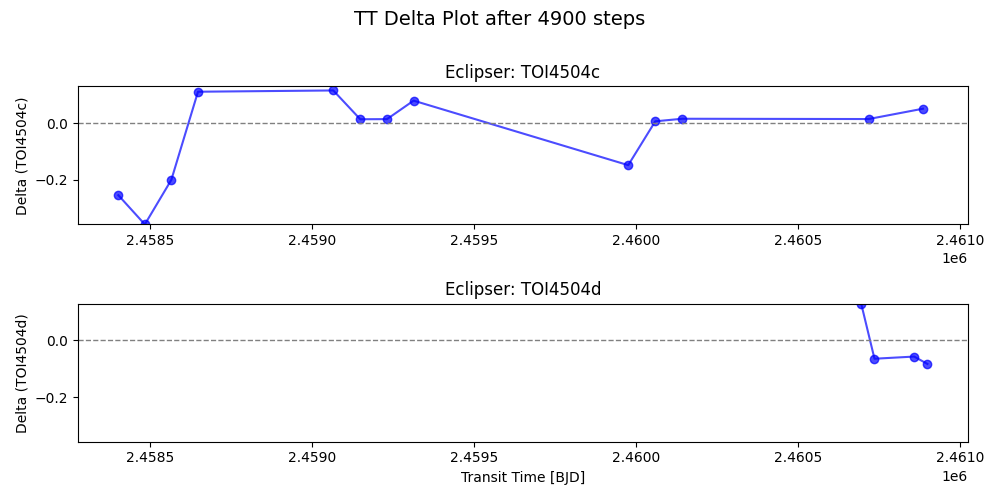 TT Delta Plot after 4900 steps
Eclipser: TOI4504c
Delta (TOI4504c)
0.0
−0.2
2.4585 2.4590 2.4595 2.4600 2.4605 2.4610
1e6
Eclipser: TOI4504d
Delta (TOI4504d)
0.0
−0.2
2.4585 2.4590 2.4595 2.4600 2.4605 2.4610
1e6
Transit Time [BJD]